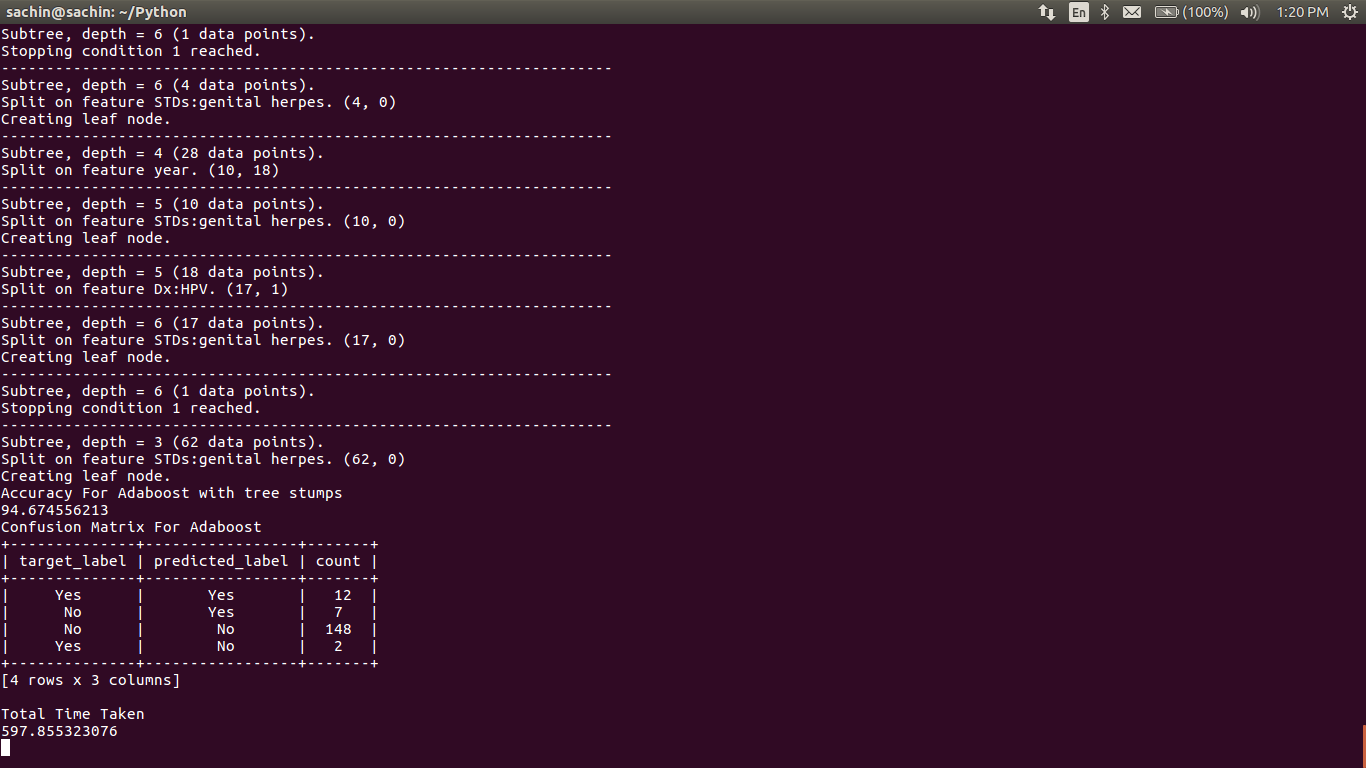 sachin@sachin: ~/Python
En
(100%)
1:20 PM
Subtree, depth = 6 (1 data points).
Stopping condition 1 reached.
--------------------------------------------------------------------
Subtree, depth = 6 (4 data points).
Split on feature STDs:genital herpes. (4, 0)
Creating leaf node.
--------------------------------------------------------------------
Subtree, depth = 4 (28 data points).
Split on feature year. (10, 18)
--------------------------------------------------------------------
Subtree, depth = 5 (10 data points).
Split on feature STDs:genital herpes. (10, 0)
Creating leaf node.
--------------------------------------------------------------------
Subtree, depth = 5 (18 data points).
Split on feature Dx:HPV. (17, 1)
--------------------------------------------------------------------
Subtree, depth = 6 (17 data points).
Split on feature STDs:genital herpes. (17, 0)
Creating leaf node.
--------------------------------------------------------------------
Subtree, depth = 6 (1 data points).
Stopping condition 1 reached.
--------------------------------------------------------------------
Subtree, depth = 3 (62 data points).
Split on feature STDs:genital herpes. (62, 0)
Creating leaf node.
Accuracy For Adaboost with tree stumps
94.674556213
Confusion Matrix For Adaboost
+--------------+-----------------+-------+
| target_label | predicted_label | count |
+--------------+-----------------+-------+
|     Yes      |       Yes       |   12  |
|      No      |       Yes       |   7   |
|      No      |        No       |  148  |
|     Yes      |        No       |   2   |
+--------------+-----------------+-------+
[4 rows x 3 columns]
Total Time Taken
597.855323076